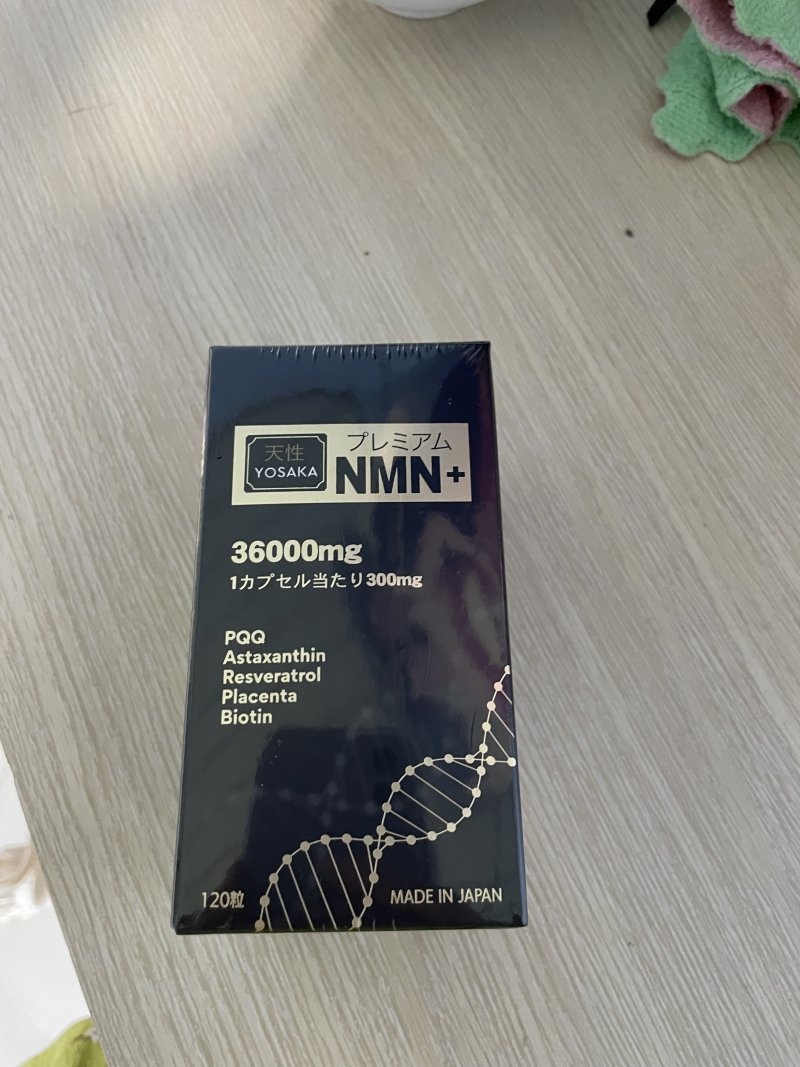 天性
YOSAKA
プレミアム
NMN+
36000mg
1カプセル当たり300mg
PQQ
Astaxanthin
Resveratrol
Placenta
Biotin
120粒
MADE IN JAPAN